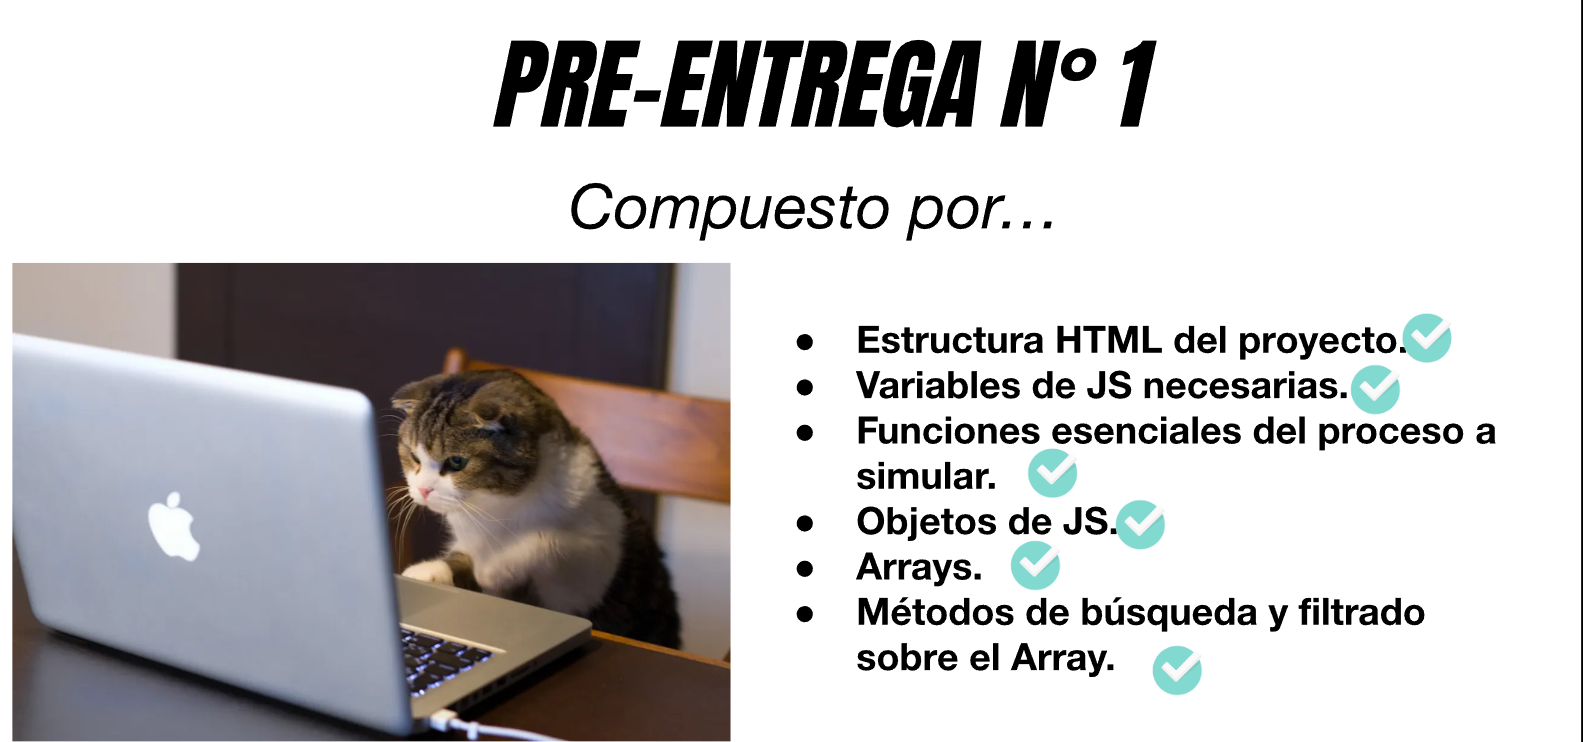 PRE-ENTREGA Nº 1
Compuesto por...
● Estructura HTML del proyecto.
● Variables de JS necesarias.
● Funciones esenciales del proceso a
simular.
● Objetos de JS.
● Arrays.
● Métodos de búsqueda y filtrado
sobre el Array.